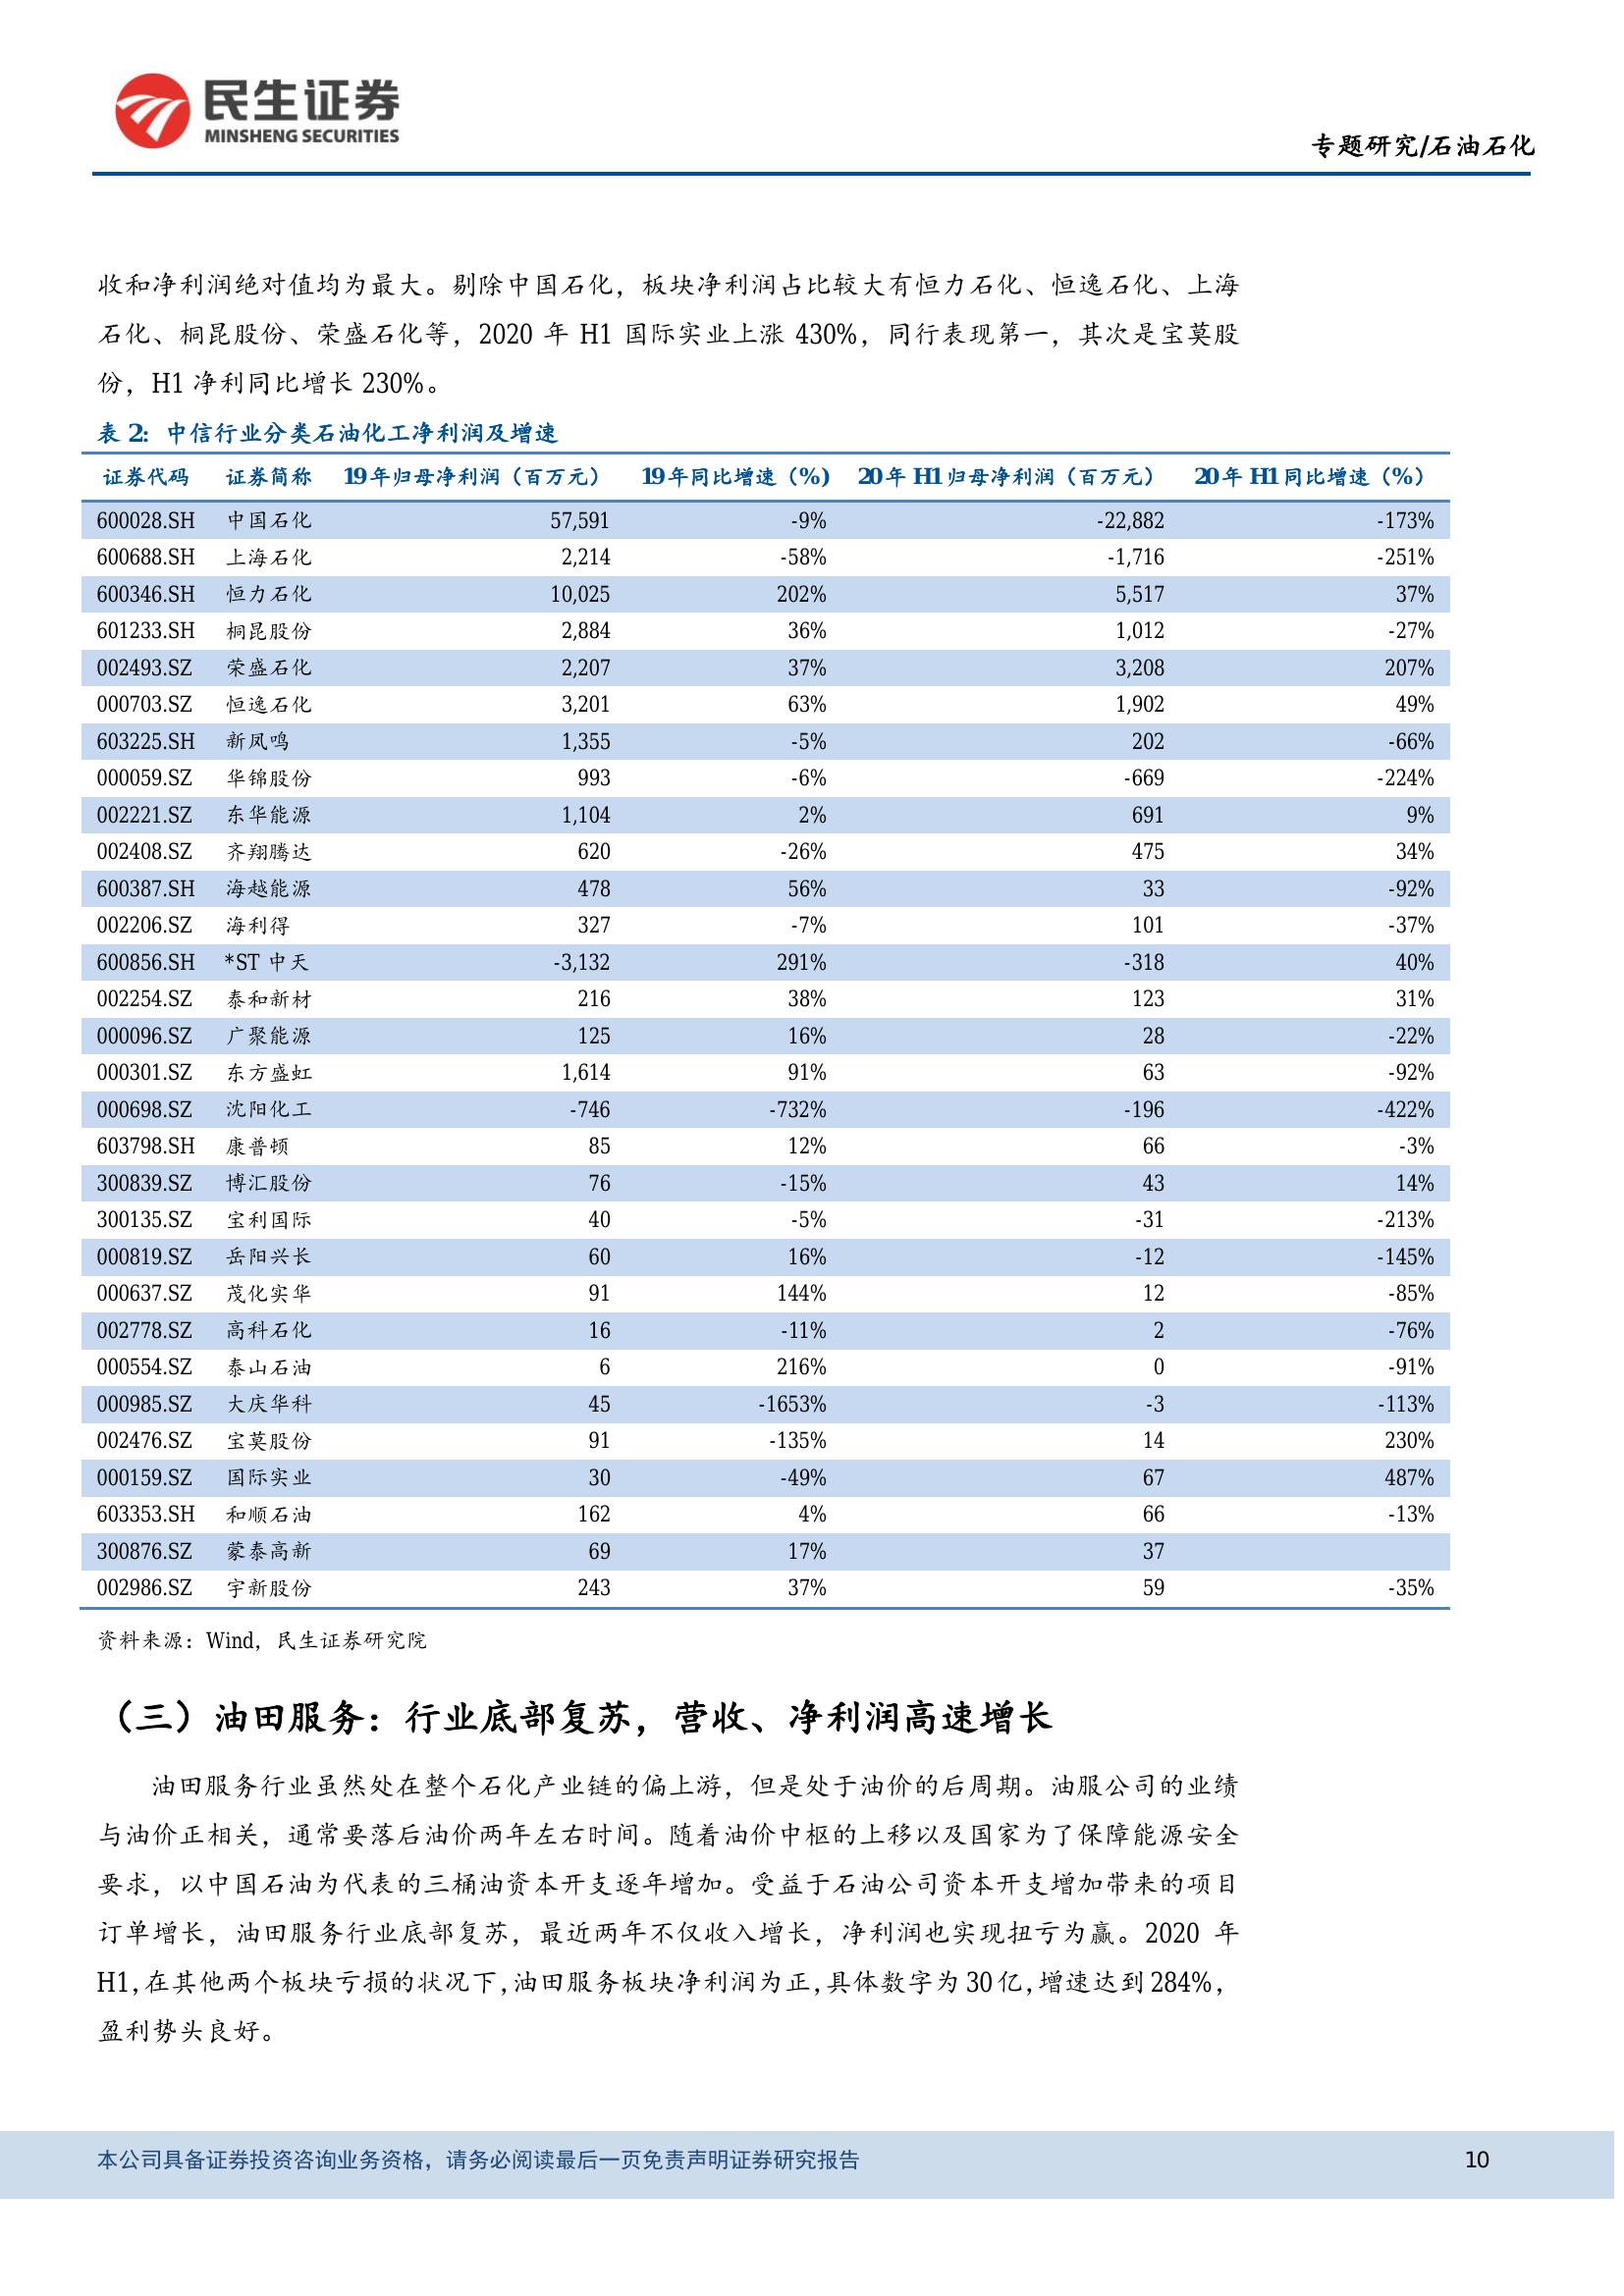 民生证券
MINSHENG SECURITIES
专题研究/石油石化
收和净利润绝对值均为最大。剔除中国石化，板块净利润占比较大有恒力石化、恒逸石化、上海
石化、桐昆股份、荣盛石化等，2020 年 H1 国际实业上涨 430%，同行表现第一，其次是宝莫股
份，H1 净利同比增长 230%。
表 2：中信行业分类石油化工净利润及增速
证券代码 证券简称 19年归母净利润（百万元） 19年同比增速（%） 20年 H1归母净利润（百万元） 20年 H1同比增速（%）
600028.SH 中国石化 57,591 -9% -22,882 -173%
600688.SH 上海石化 2,214 -58% -1,716 -251%
600346.SH 恒力石化 10,025 202% 5,517 37%
601233.SH 桐昆股份 2,884 36% 1,012 -27%
002493.SZ 荣盛石化 2,207 37% 3,208 207%
000703.SZ 恒逸石化 3,201 63% 1,902 49%
603225.SH 新凤鸣 1,355 -5% 202 -66%
000059.SZ 华锦股份 993 -6% -669 -224%
002221.SZ 东华能源 1,104 2% 691 9%
002408.SZ 齐翔腾达 620 -26% 475 34%
600387.SH 海越能源 478 56% 33 -92%
002206.SZ 海利得 327 -7% 101 -37%
600856.SH *ST 中天 -3,132 291% -318 40%
002254.SZ 泰和新材 216 38% 123 31%
000096.SZ 广聚能源 125 16% 28 -22%
000301.SZ 东方盛虹 1,614 91% 63 -92%
000698.SZ 沈阳化工 -746 -732% -196 -422%
603798.SH 康普顿 85 12% 66 -3%
300839.SZ 博汇股份 76 -15% 43 14%
300135.SZ 宝利国际 40 -5% -31 -213%
000819.SZ 岳阳兴长 60 16% -12 -145%
000637.SZ 茂化实华 91 144% 12 -85%
002778.SZ 高科石化 16 -11% 2 -76%
000554.SZ 泰山石油 6 216% 0 -91%
000985.SZ 大庆华科 45 -1653% -3 -113%
002476.SZ 宝莫股份 91 -135% 14 230%
000159.SZ 国际实业 30 -49% 67 487%
603353.SH 和顺石油 162 4% 66 -13%
300876.SZ 蒙泰高新 69 17% 37
002986.SZ 宇新股份 243 37% 59 -35%
资料来源：Wind，民生证券研究院
（三）油田服务：行业底部复苏，营收、净利润高速增长
油田服务行业虽然处在整个石化产业链的偏上游，但是处于油价的后周期。油服公司的业绩
与油价正相关，通常要落后油价两年左右时间。随着油价中枢的上移以及国家为了保障能源安全
要求，以中国石油为代表的三桶油资本开支逐年增加。受益于石油公司资本开支增加带来的项目
订单增长，油田服务行业底部复苏，最近两年不仅收入增长，净利润也实现扭亏为赢。2020 年
H1，在其他两个板块亏损的状况下，油田服务板块净利润为正，具体数字为 30 亿，增速达到 284%，
盈利势头良好。
本公司具备证券投资咨询业务资格，请务必阅读最后一页免责声明证券研究报告 10